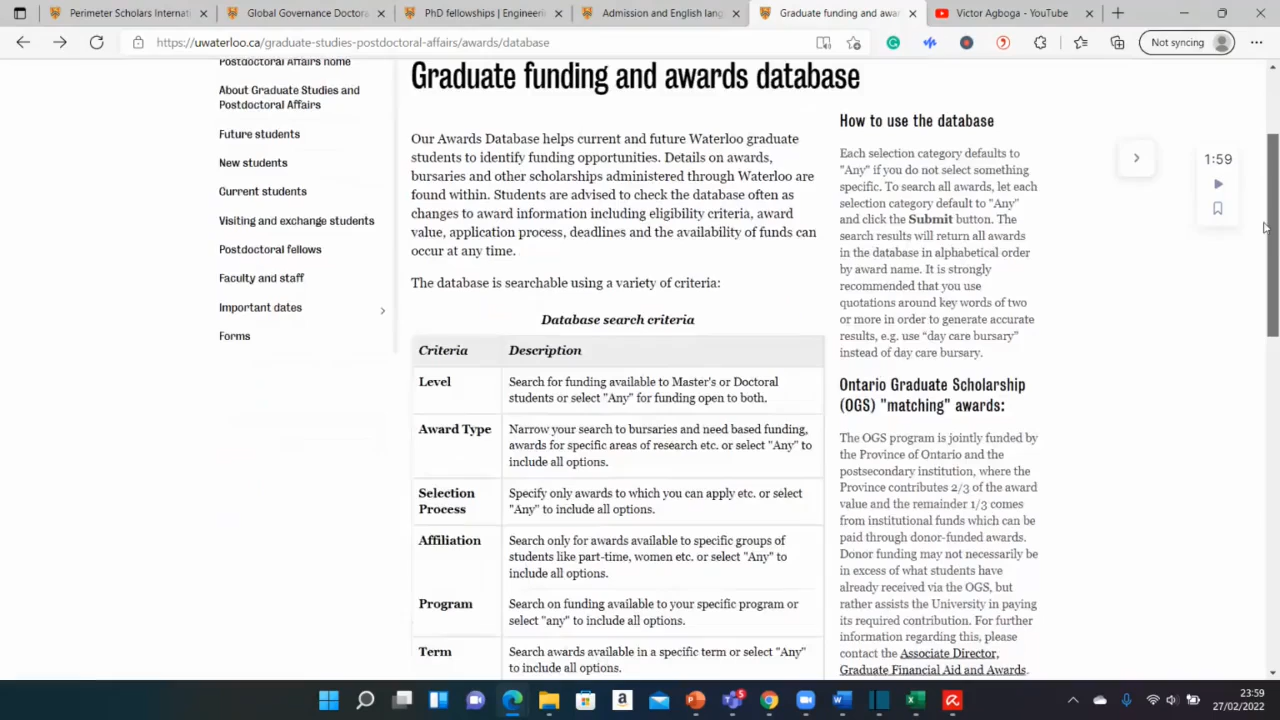 Perimeter Scholars Internat
Global Governance Doctor
PhD fellowships | Engineeri
Admission and English lang
Graduate funding and awar
Victor Agboga - YouTube
https://uwaterloo.ca/graduate-studies-postdoctoral-affairs/awards/database
Not syncing
Postdoctoral Affairs home
About Graduate Studies and
Postdoctoral Affairs
Future students
New students
Current students
Visiting and exchange students
Postdoctoral fellows
Faculty and staff
Important dates
Forms
Graduate funding and awards database
Our Awards Database helps current and future Waterloo graduate
students to identify funding opportunities. Details on awards,
bursaries and other scholarships administered through Waterloo are
found within. Students are advised to check the database often as
changes to award information including eligibility criteria, award
value, application process, deadlines and the availability of funds can
occur at any time.
The database is searchable using a variety of criteria:
Database search criteria
Criteria Description
Level Search for funding available to Master's or Doctoral
students or select "Any" for funding open to both.
Award Type Narrow your search to bursaries and need based funding,
awards for specific areas of research etc. or select "Any" to
include all options.
Selection Specify only awards to which you can apply etc. or select
Process "Any" to include all options.
Affiliation Search only for awards available to specific groups of
students like part-time, women etc. or select "Any" to
include all options.
Program Search on funding available to your specific program or
select "any" to include all options.
Term Search awards available in a specific term or select "Any"
to include all options.
How to use the database
Each selection category defaults to
"Any" if you do not select something
specific. To search all awards, let each
selection category default to "Any"
and click the Submit button. The
search results will return all awards
in the database in alphabetical order
by award name. It is strongly
recommended that you use
quotations around key words of two
or more in order to generate accurate
results, e.g. use “day care bursary”
instead of day care bursary.
Ontario Graduate Scholarship
(OGS) "matching" awards:
The OGS program is jointly funded by
the Province of Ontario and the
postsecondary institution, where the
Province contributes 2/3 of the award
value and the remainder 1/3 comes
from institutional funds which can be
paid through donor-funded awards.
Donor funding may not necessarily be
in excess of what students have
already received via the OGS, but
rather assists the University in paying
its required contribution. For further
information regarding this, please
contact the Associate Director,
Graduate Financial Aid and Awards.
1:59
23:59
27/02/2022